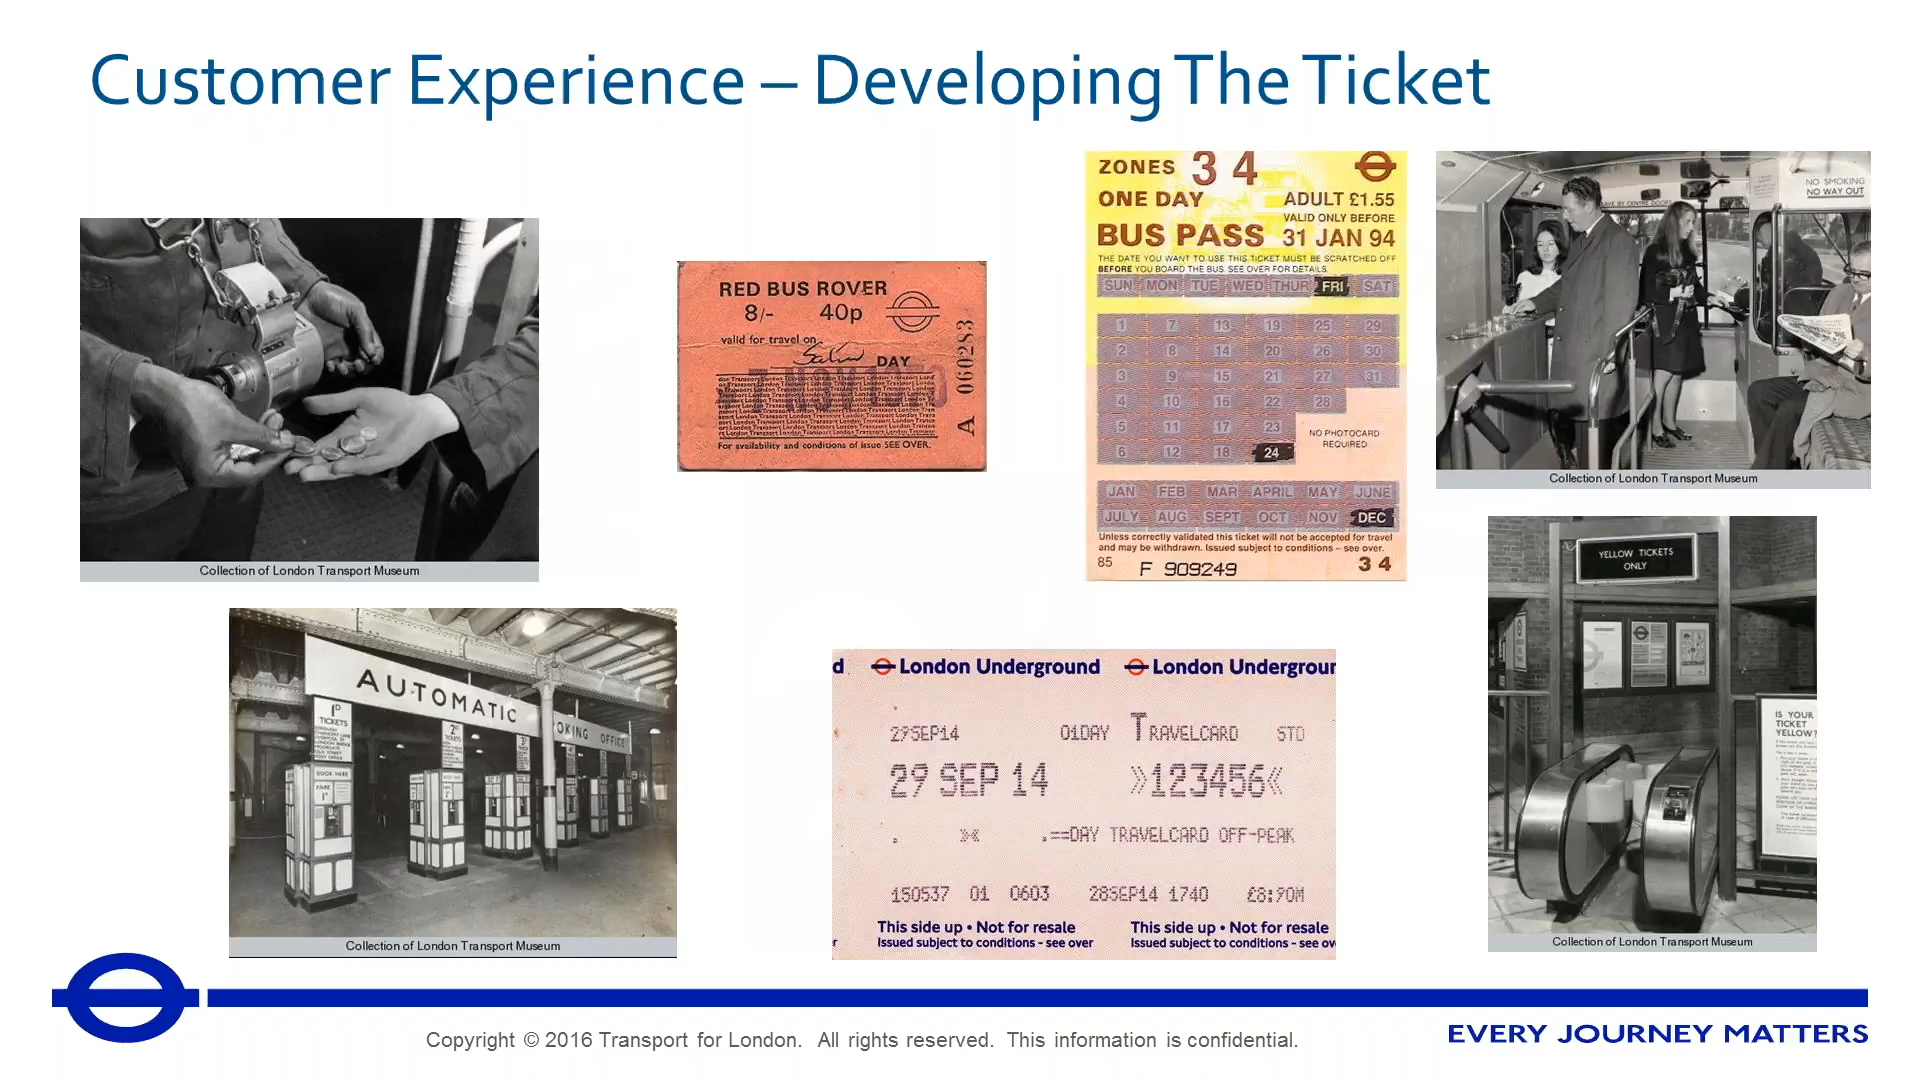 Customer Experience – Developing The Ticket
Collection of London Transport Museum
RED BUS ROVER
8/- 40p
valid for travel on
DAY
For availability and conditions of issue SEE OVER.
A 060283
ZONES 3 4
ONE DAY ADULT £1.55
VALID ONLY BEFORE
BUS PASS 31 JAN 94
THE DATE YOU WANT TO USE THIS TICKET MUST BE SCRATCHED OFF
BEFORE YOU BOARD THE BUS. SEE OVER FOR DETAILS.
SUN MON TUE WED THUR FRI SAT
1 7 13 19 25 29
2 8 14 20 26 30
3 9 15 21 27 31
4 10 16 22 28
5 11 17 23
6 12 18 24
NO PHOTOCARD
REQUIRED
JAN FEB MAR APRIL MAY JUNE
JULY AUG SEPT OCT NOV DEC
Unless correctly validated this ticket will not be accepted for travel
and may be withdrawn. Issued subject to conditions – see over.
85 F 909249 3 4
NO SMOKING
NO WAY OUT
Collection of London Transport Museum
AUTOMATIC BOOKING OFFICE
1D
TICKETS
BOOK HERE
FARE
Collection of London Transport Museum
d London Underground London Undergroun
29SEP14 01DAY TRAVELCARD STD
29 SEP 14 »123456«
. »« .==DAY TRAVELCARD OFF-PEAK
150537 01 0603 28SEP14 1740 £8:90M
This side up • Not for resale This side up • Not for resale
Issued subject to conditions - see over Issued subject to conditions - see ov
YELLOW TICKETS
ONLY
IS YOUR
TICKET
YELLOW?
Collection of London Transport Museum
Copyright © 2016 Transport for London. All rights reserved. This information is confidential.
EVERY JOURNEY MATTERS